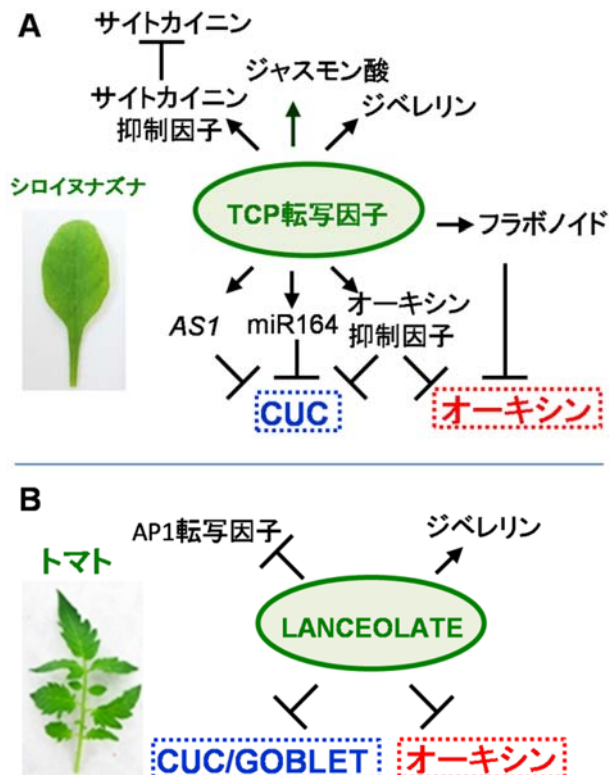 A
サイトカイニン
サイトカイニン
抑制因子
ジャスモン酸
ジベレリン
シロイヌナズナ
TCP転写因子
フラボノイド
AS1
miR164
オーキシン
抑制因子
CUC
オーキシン
B
AP1転写因子
ジベレリン
トマト
LANCEOLATE
CUC/GOBLET
オーキシン